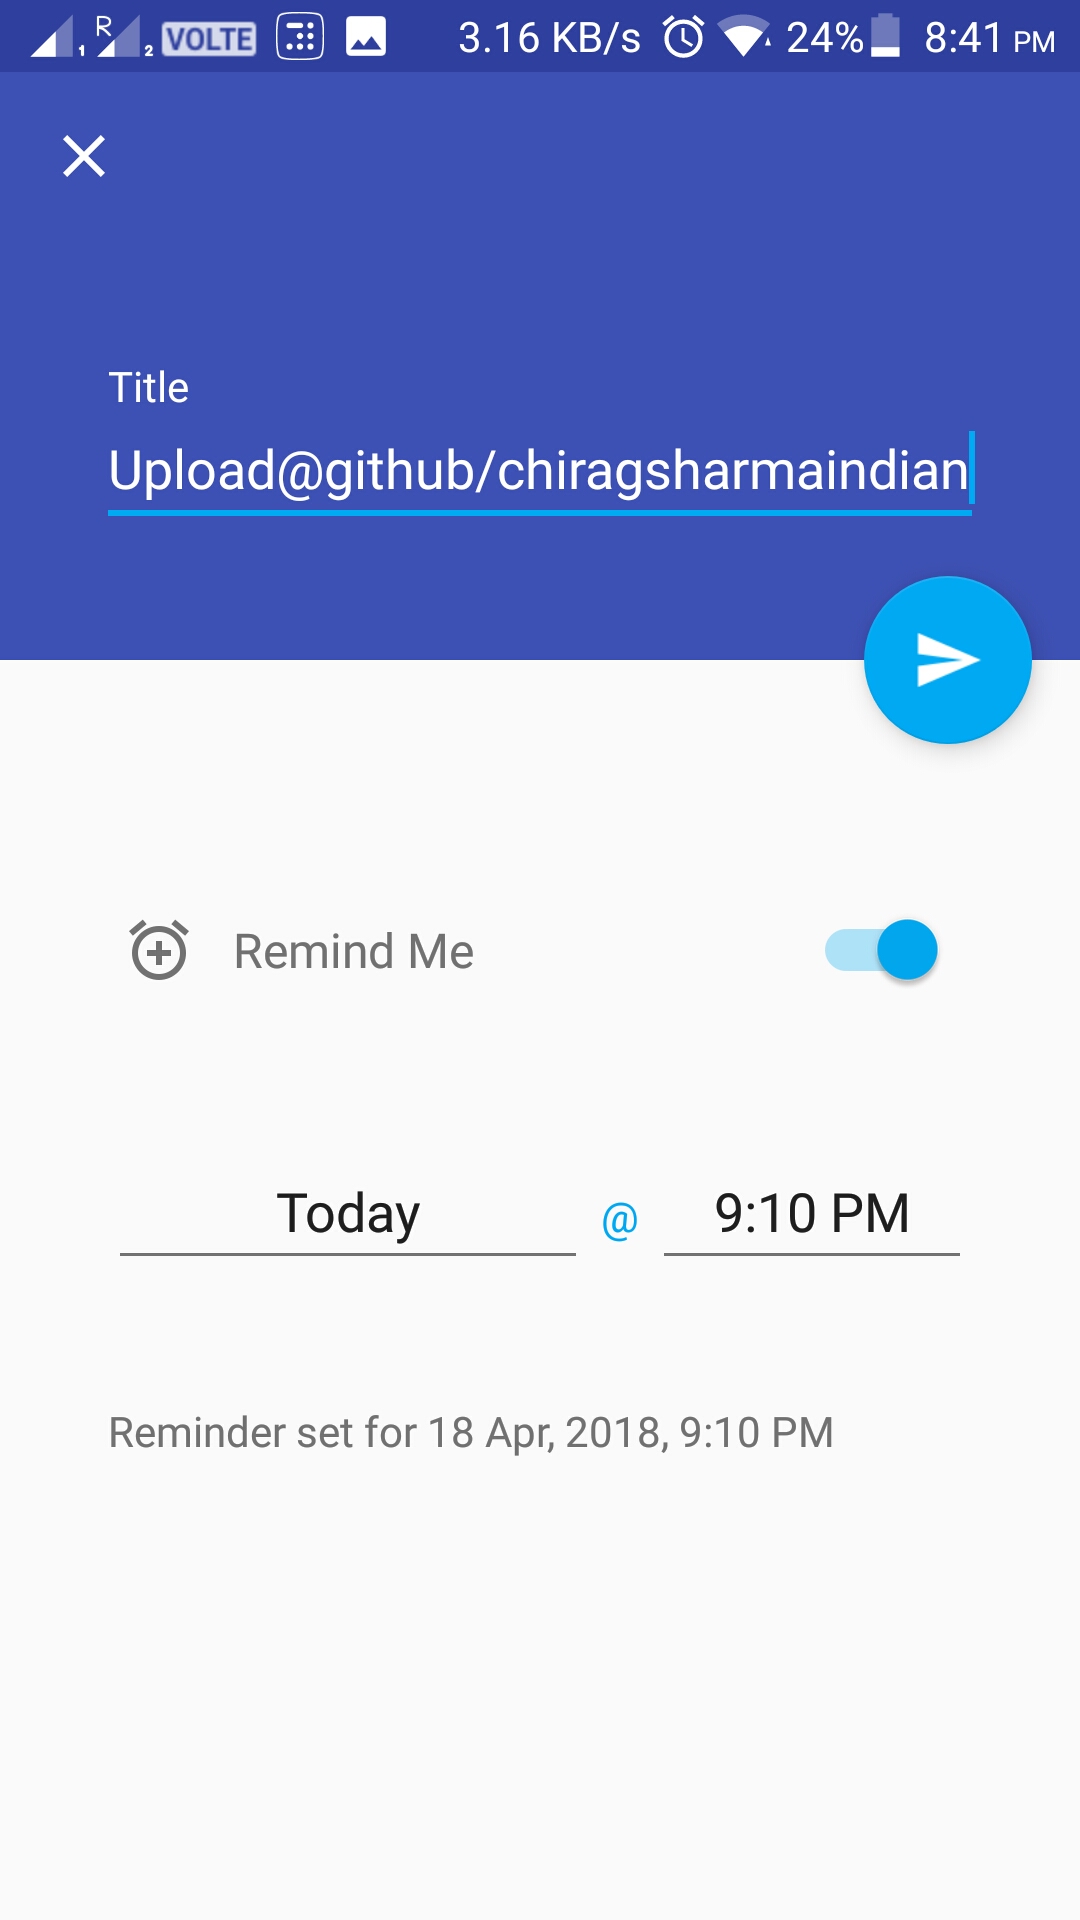 1 R 2 VOLTE 3.16 KB/s 24% 8:41 PM
Title
Upload@github/chiragsharmaindian
Remind Me
Today @ 9:10 PM
Reminder set for 18 Apr, 2018, 9:10 PM